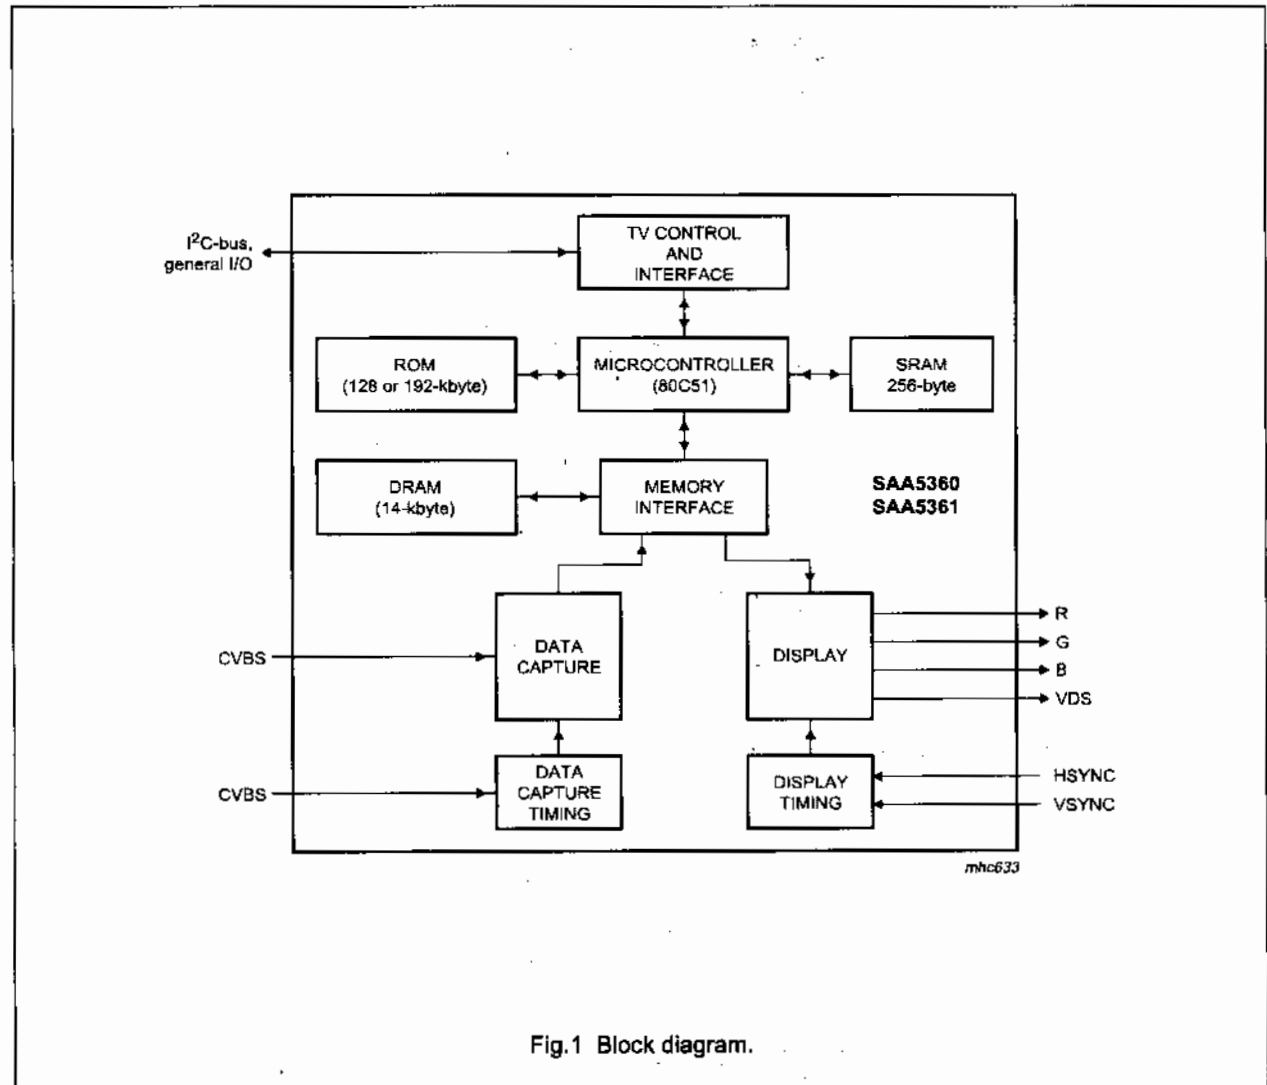 TV CONTROL
AND
INTERFACE
I²C-bus,
general I/O
ROM
(128 or 192-kbyte)
MICROCONTROLLER
(80C51)
SRAM
256-byte
DRAM
(14-kbyte)
MEMORY
INTERFACE
SAA5360
SAA5361
CVBS
DATA
CAPTURE
DISPLAY
R
G
B
VDS
CVBS
DATA
CAPTURE
TIMING
DISPLAY
TIMING
HSYNC
VSYNC
mhc633
Fig.1 Block diagram.